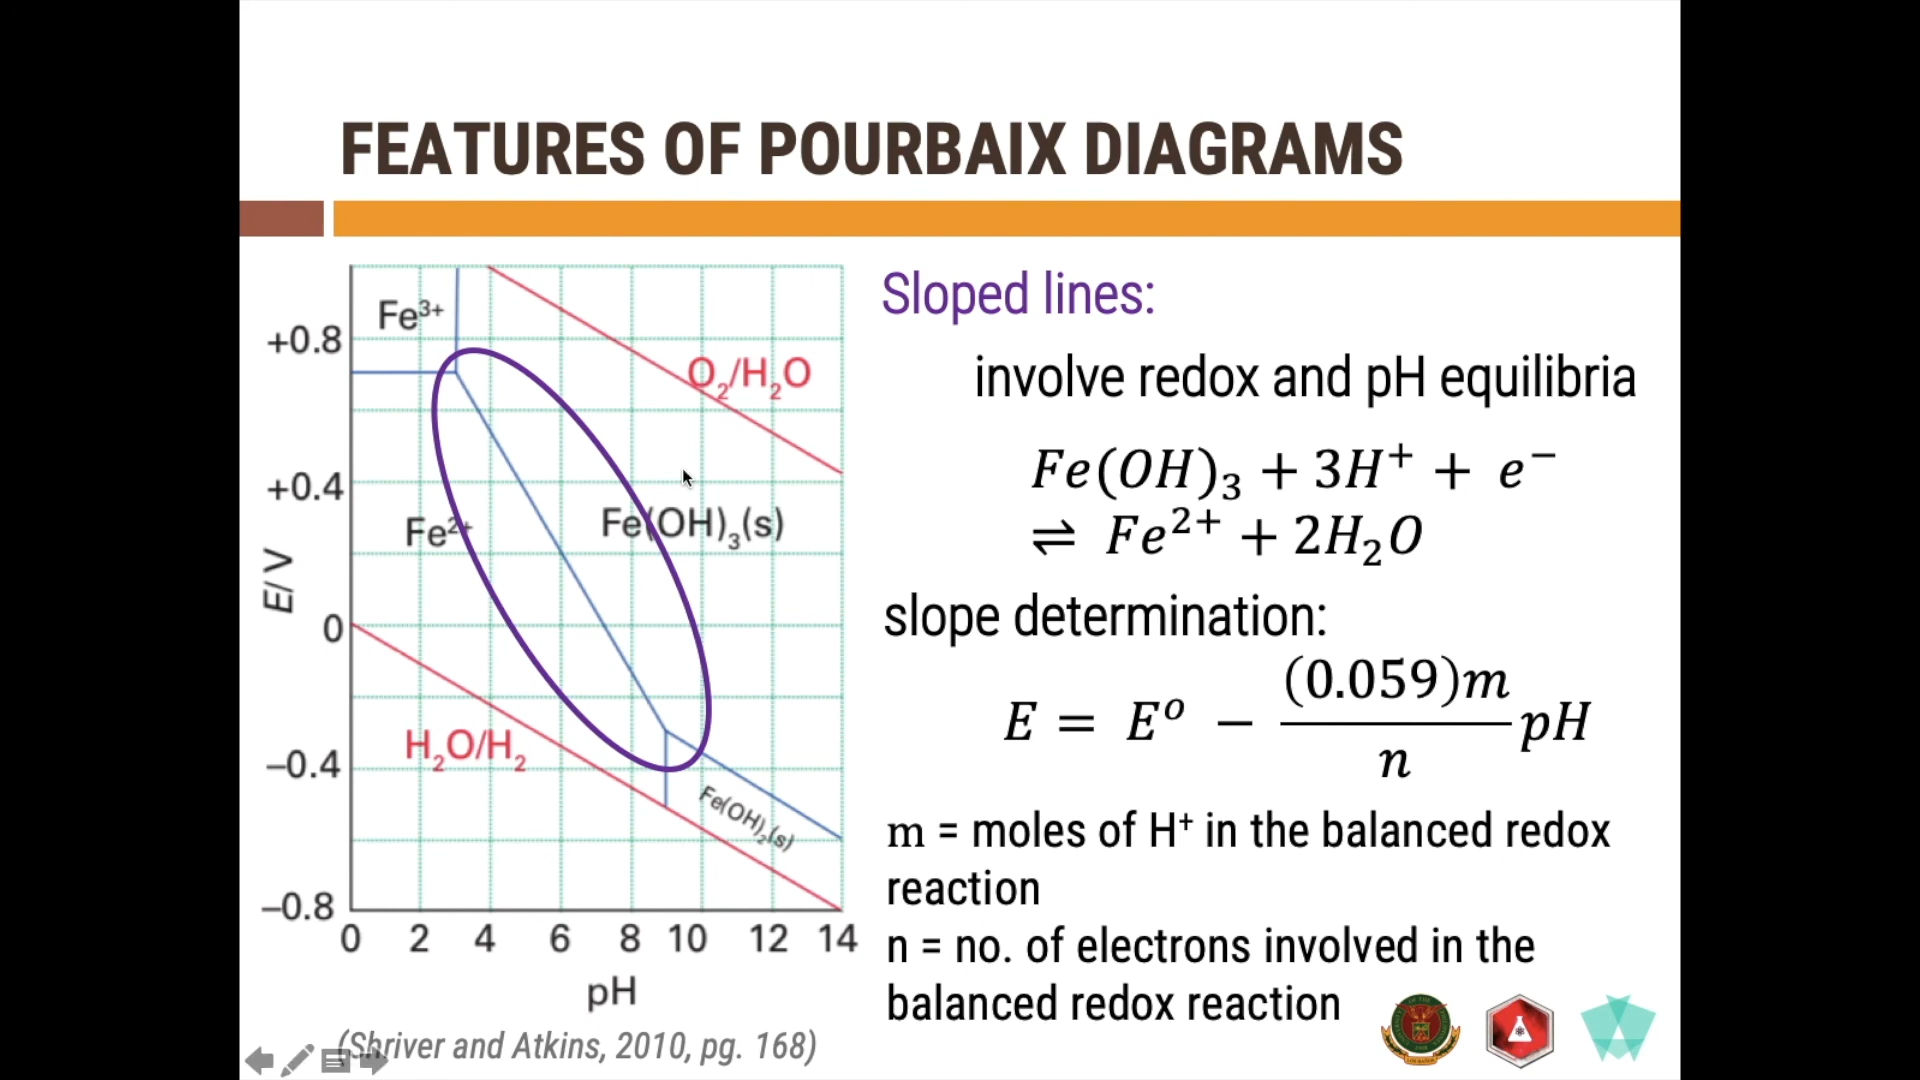 FEATURES OF POURBAIX DIAGRAMS
Fe³⁺
+0.8
O₂/H₂O
+0.4
Fe²⁺
Fe(OH)₃(s)
E/ V
0
H₂O/H₂
–0.4
Fe(OH)₂(s)
–0.8
0 2 4 6 8 10 12 14
pH
(Shriver and Atkins, 2010, pg. 168)
Sloped lines:
involve redox and pH equilibria
Fe(OH)₃ + 3H⁺ + e⁻
⇌ Fe²⁺ + 2H₂O
slope determination:
E = Eᵒ − (0.059)m / n pH
m = moles of H⁺ in the balanced redox
reaction
n = no. of electrons involved in the
balanced redox reaction